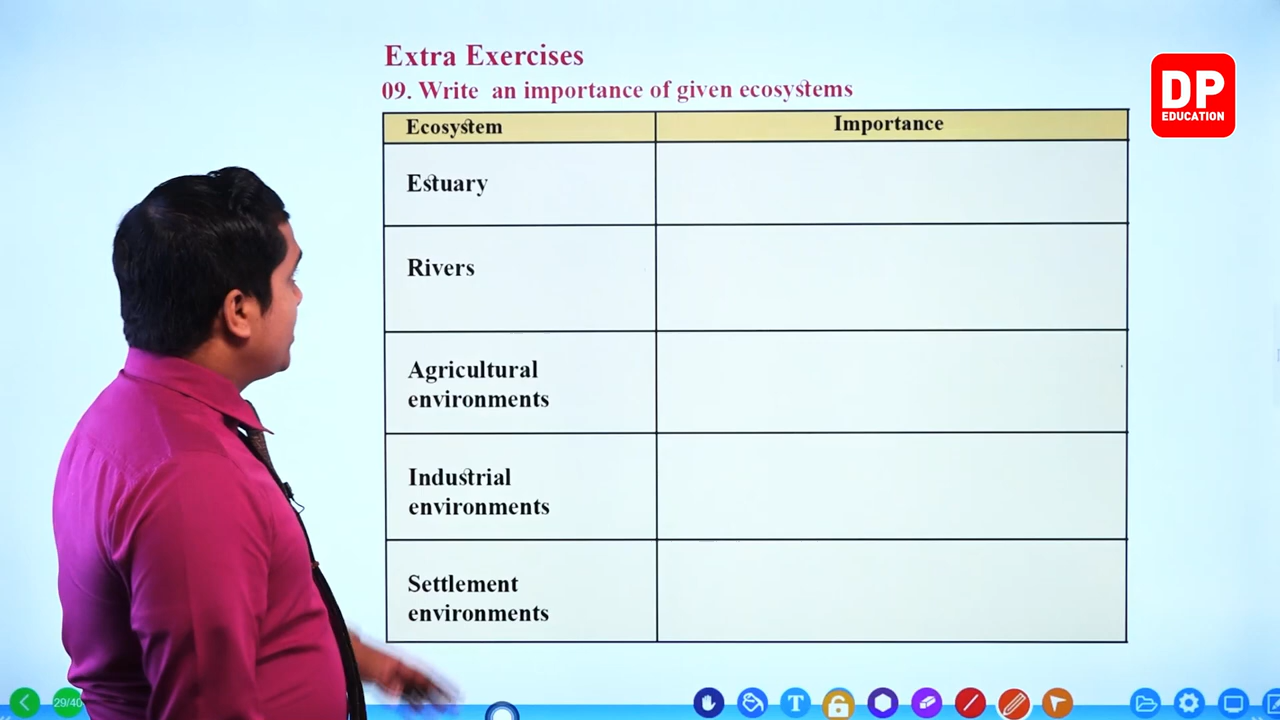 Extra Exercises
09. Write an importance of given ecosystems
DP
EDUCATION
Ecosystem
Importance
Estuary
Rivers
Agricultural
environments
Industrial
environments
Settlement
environments
29/40
T